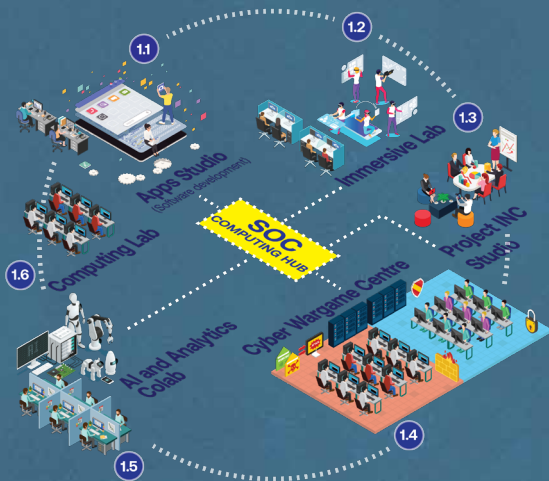 1.1
1.2
1.3
Apps Studio
(Software development)
Immersive Lab
Project INC
Studio
SOC
COMPUTING HUB
Computing Lab
1.6
Cyber Wargame Centre
AI and Analytics
Colab
1.4
1.5